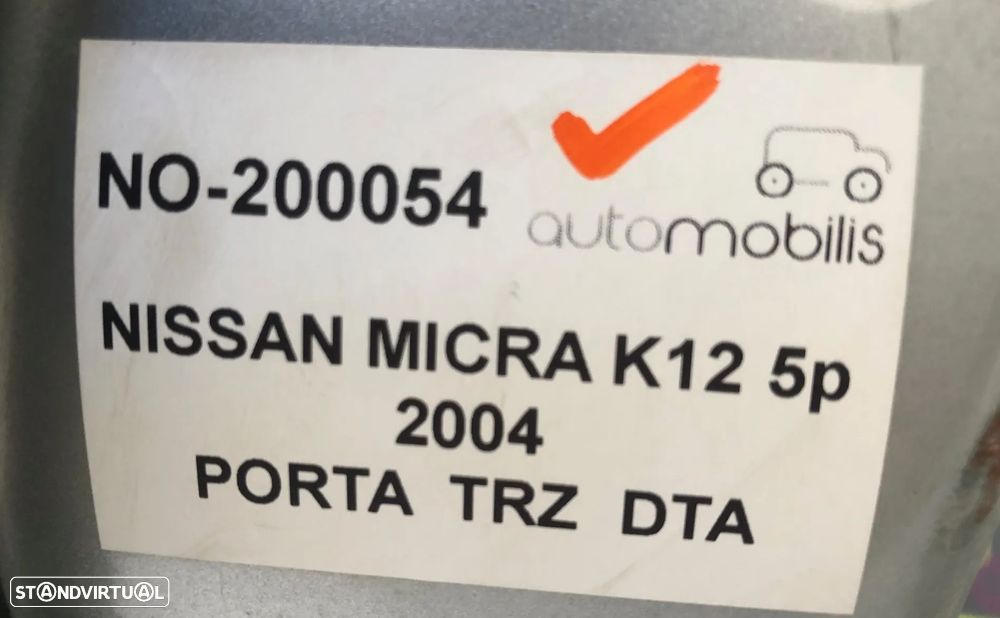 NO-200054
automobilis
NISSAN MICRA K12 5p
2004
PORTA TRZ DTA
STANDVIRTUAL